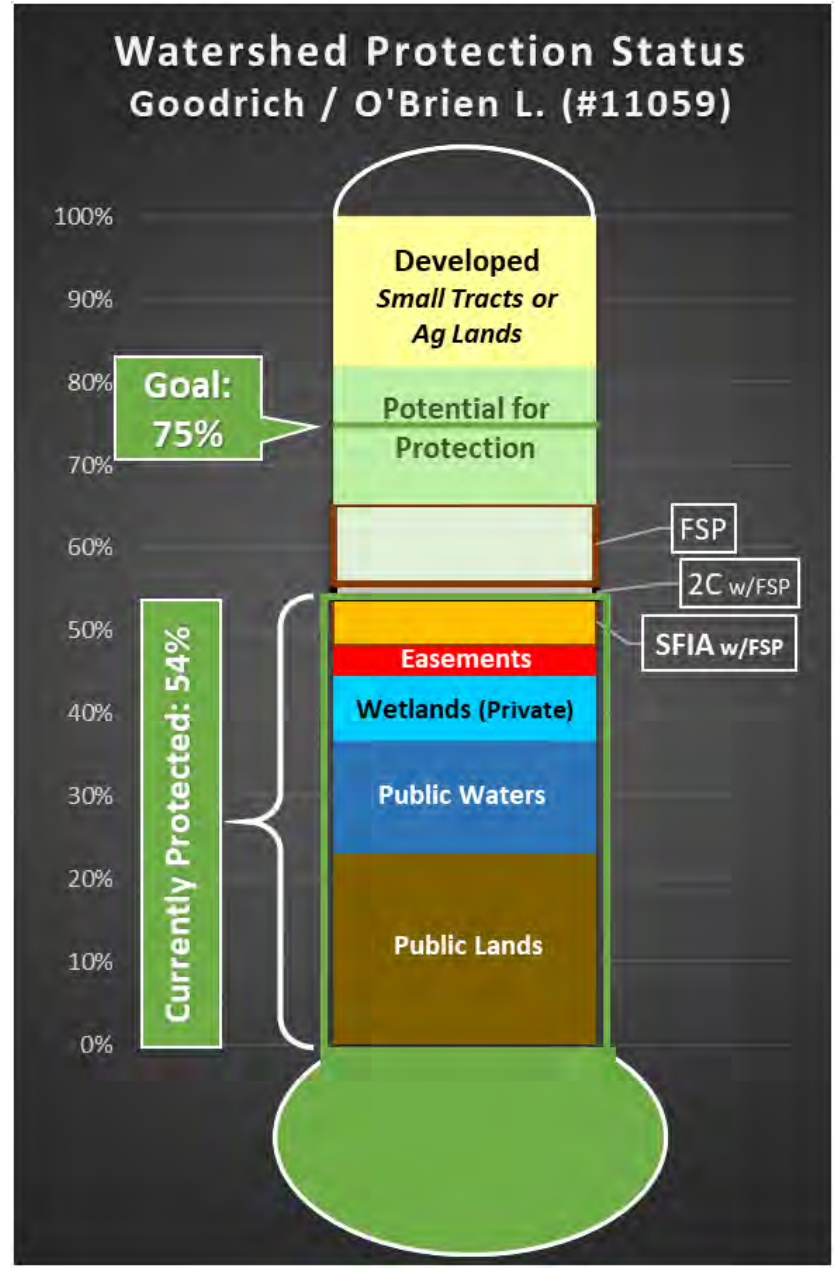 Watershed Protection Status
Goodrich / O'Brien L. (#11059)
100%
90%
80%
70%
60%
50%
40%
30%
20%
10%
0%
Developed
Small Tracts or
Ag Lands
Goal:
75%
Potential for
Protection
FSP
2C w/FSP
SFIA w/FSP
Easements
Wetlands (Private)
Public Waters
Public Lands
Currently Protected: 54%